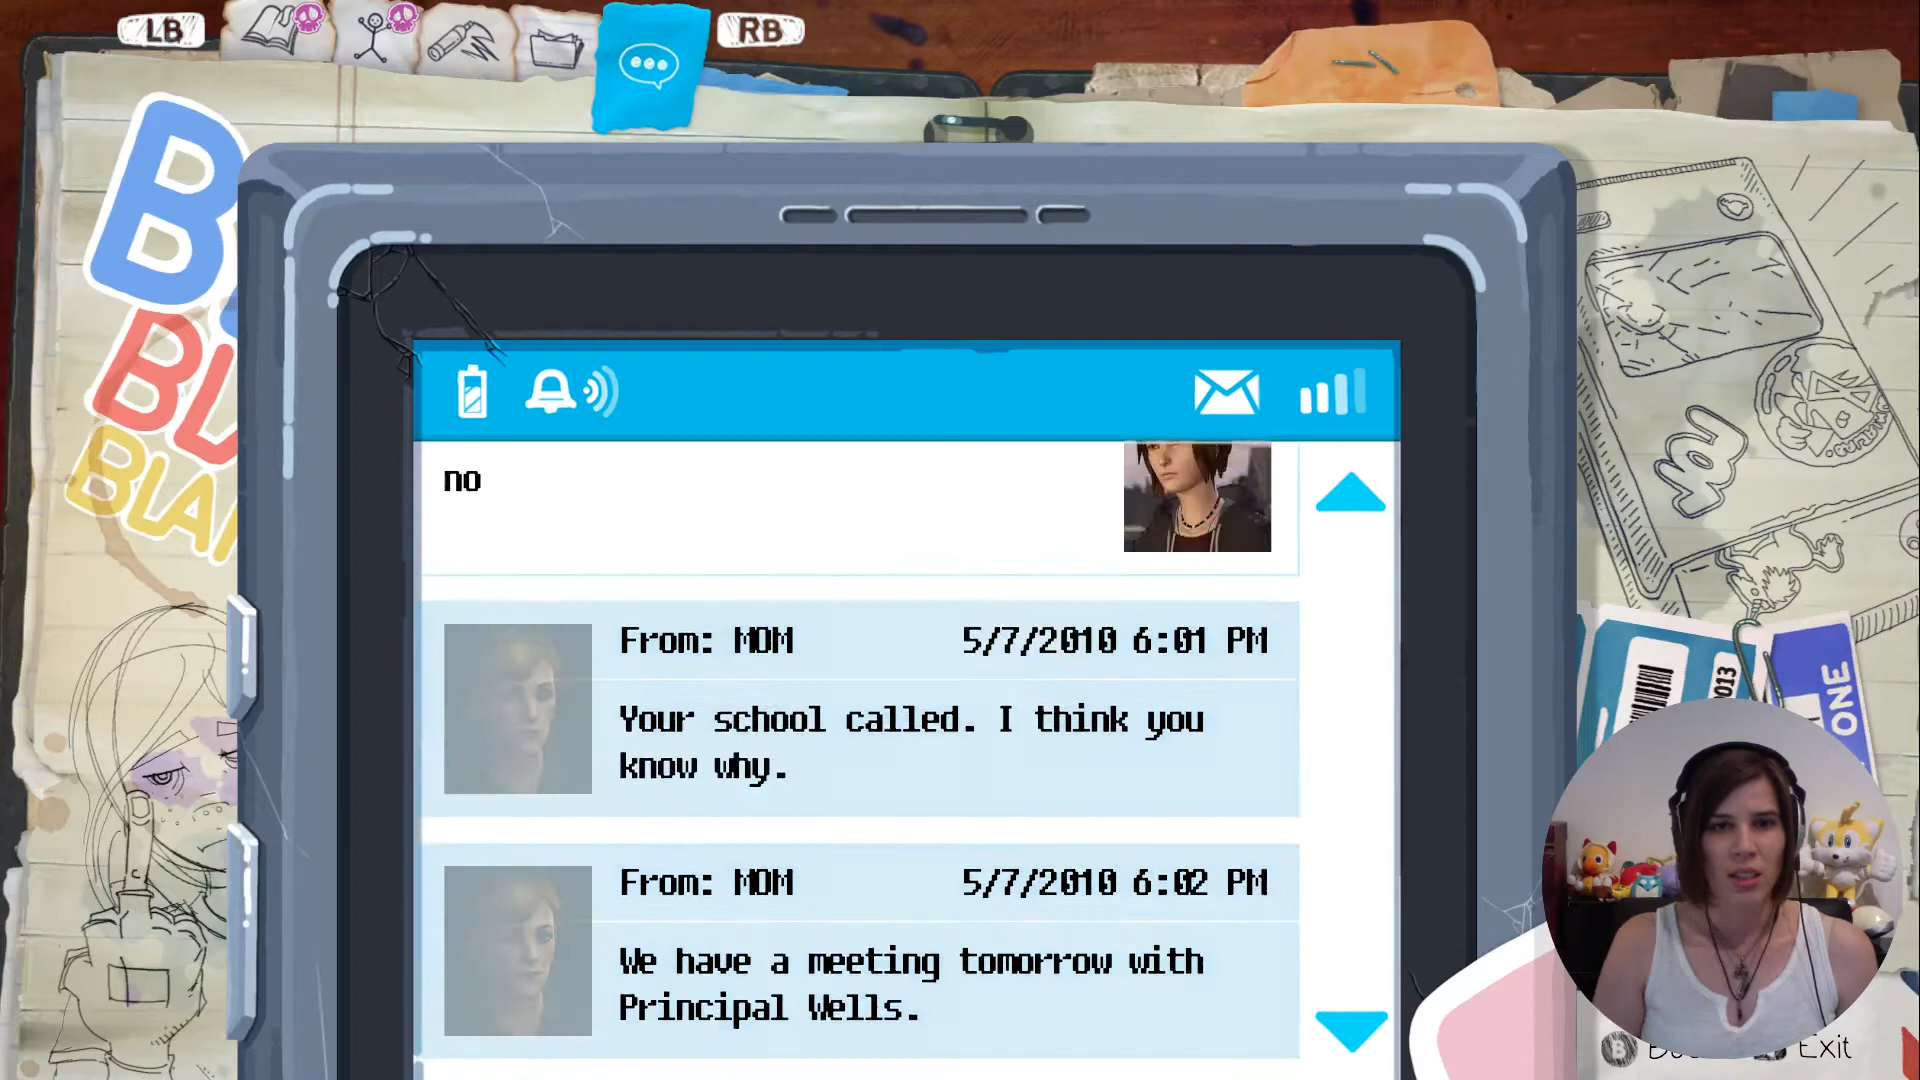 LB
RB
no
From: MOM 5/7/2010 6:01 PM
Your school called. I think you
know why.
From: MOM 5/7/2010 6:02 PM
We have a meeting tomorrow with
Principal Wells.
ONE
Exit